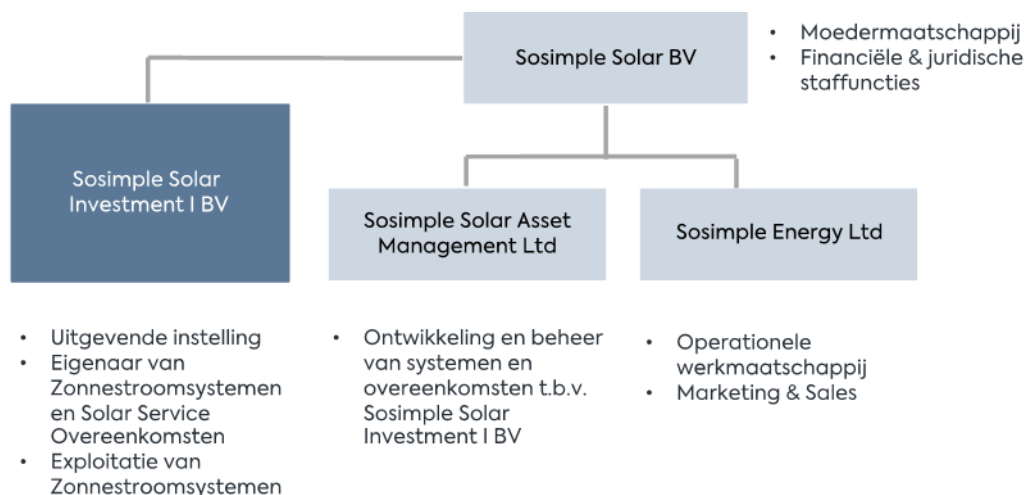 Sosimple Solar BV
• Moedermaatschappij
• Financiële & juridische
staffuncties
Sosimple Solar
Investment I BV
Sosimple Solar Asset
Management Ltd
Sosimple Energy Ltd
• Uitgevende instelling
• Eigenaar van
Zonnestroomsystemen
en Solar Service
Overeenkomsten
• Exploitatie van
Zonnestroomsystemen
• Ontwikkeling en beheer
van systemen en
overeenkomsten t.b.v.
Sosimple Solar
Investment I BV
• Operationele
werkmaatschappij
• Marketing & Sales